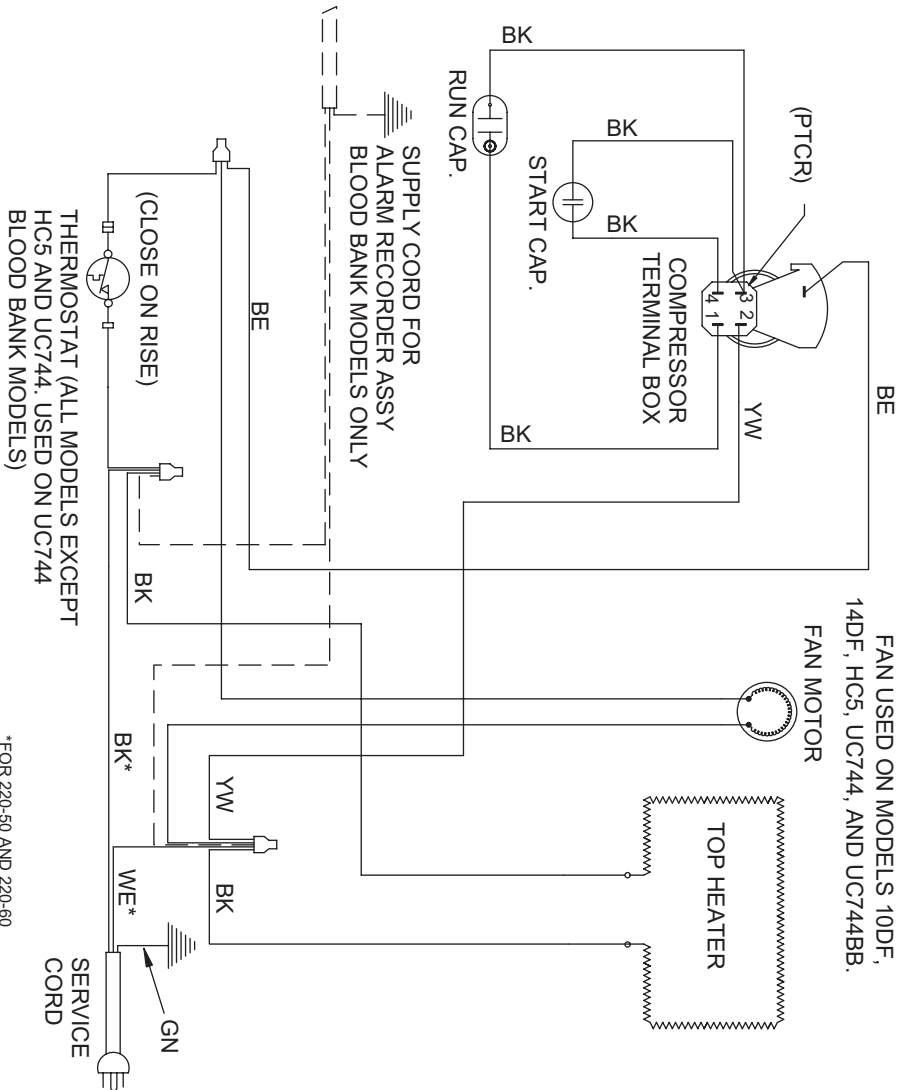 FAN USED ON MODELS 10DF,
14DF, HC5, UC744, AND UC744BB.
FAN MOTOR
TOP HEATER
BE
(PTCR)
3 2
4 1
YW
COMPRESSOR
TERMINAL BOX
BK
BK
START CAP.
BK
RUN CAP.
BK
SUPPLY CORD FOR
ALARM RECORDER ASSY
BLOOD BANK MODELS ONLY
BE
(CLOSE ON RISE)
THERMOSTAT (ALL MODELS EXCEPT
HC5 AND UC744. USED ON UC744
BLOOD BANK MODELS)
BK
YW
BK
BK*
WE*
GN
SERVICE
CORD
*FOR 220-50 AND 220-60